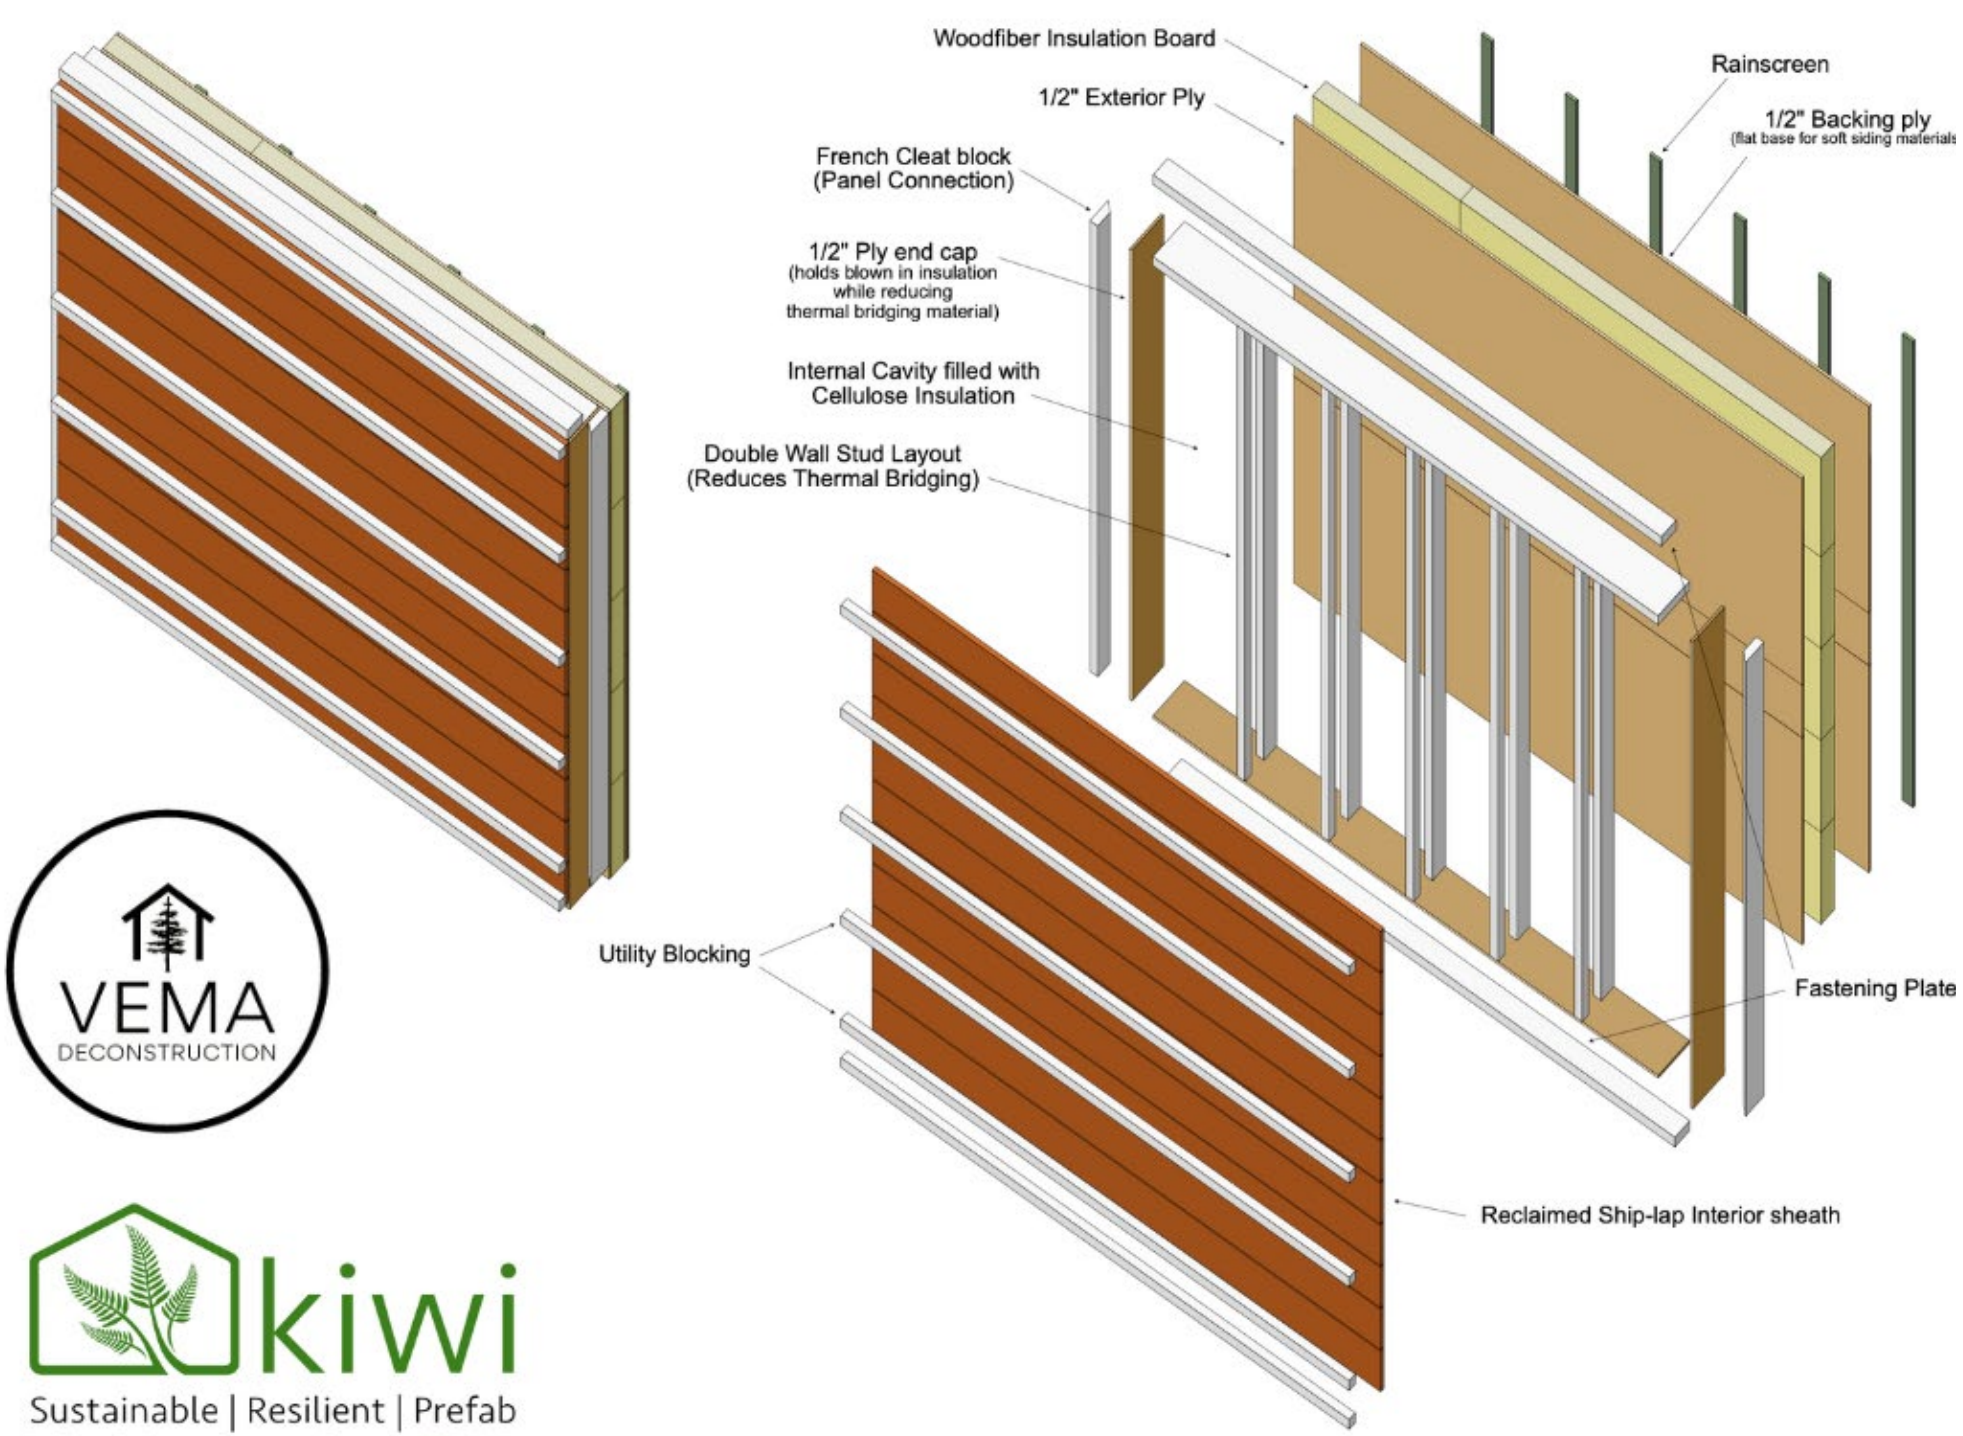 Woodfiber Insulation Board
1/2" Exterior Ply
Rainscreen
1/2" Backing ply
(flat base for soft siding materials
French Cleat block
(Panel Connection)
1/2" Ply end cap
(holds blown in insulation
while reducing
thermal bridging material)
Internal Cavity filled with
Cellulose Insulation
Double Wall Stud Layout
(Reduces Thermal Bridging)
Utility Blocking
Fastening Plate
Reclaimed Ship-lap Interior sheath
VEMA
DECONSTRUCTION
kiwi
Sustainable | Resilient | Prefab